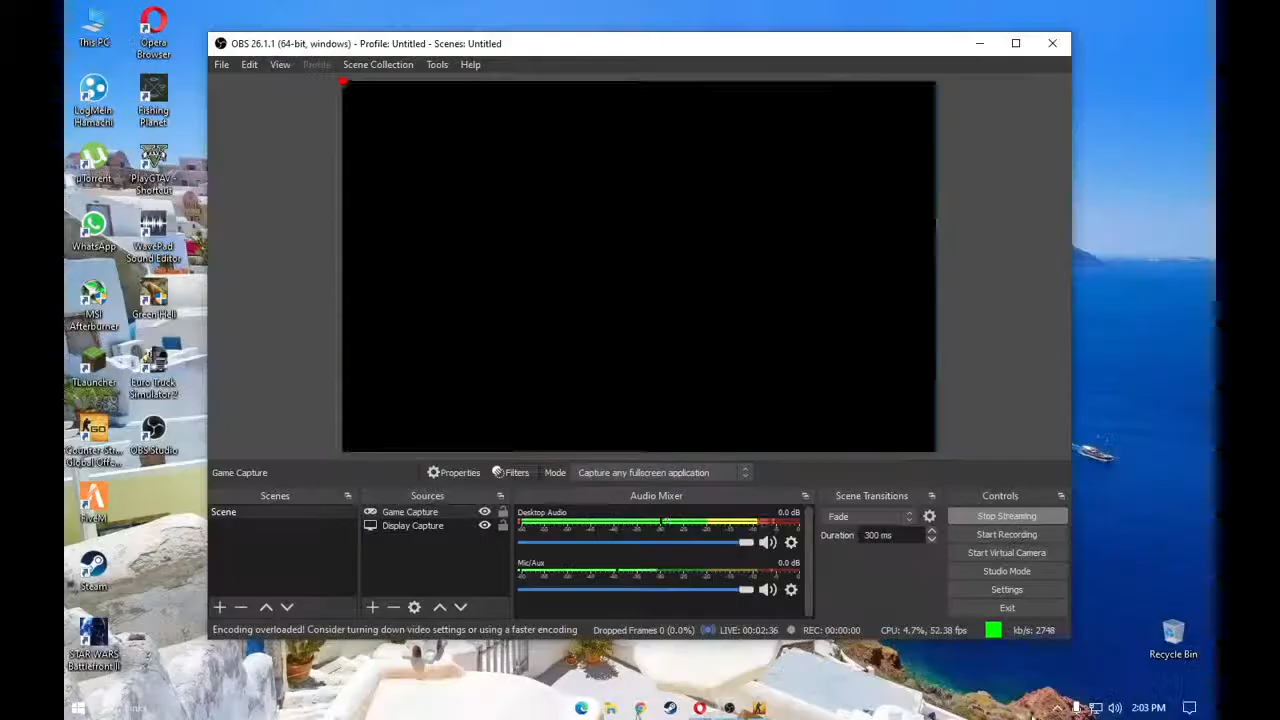 This PC
Opera
Browser
OBS 26.1.1 (64-bit, windows) - Profile: Untitled - Scenes: Untitled
File Edit View Profile Scene Collection Tools Help
LogMeIn
Hamachi
Fishing
Planet
µTorrent
PlayGTAV -
Shortcut
WhatsApp
WavePad
Sound Editor
MSI
Afterburner
Green Hell
TLauncher
Euro Truck
Simulator 2
Counter-Str...
Global Offe...
OBS Studio
FiveM
Steam
STAR WARS
Battlefront II
Game Capture
Properties
Filters
Mode
Capture any fullscreen application
Scenes
Sources
Audio Mixer
Scene Transitions
Controls
Scene
Game Capture
Display Capture
Desktop Audio
0.0 dB
Mic/Aux
0.0 dB
Fade
Duration 300 ms
Stop Streaming
Start Recording
Start Virtual Camera
Studio Mode
Settings
Exit
Encoding overloaded! Consider turning down video settings or using a faster encoding
Dropped Frames 0 (0.0%)
LIVE: 00:02:36
REC: 00:00:00
CPU: 4.7%, 52.38 fps
kb/s: 2748
Recycle Bin
2:03 PM